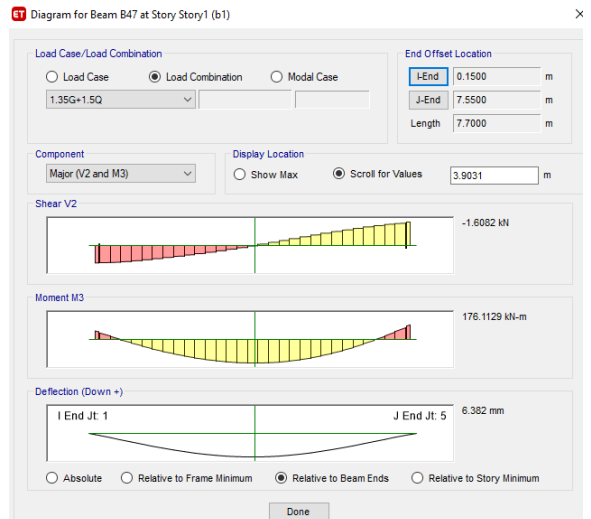 ET Diagram for Beam B47 at Story Story1 (b1) ×
Load Case/Load Combination
Load Case Load Combination Modal Case
1.35G+1.5Q
End Offset Location
I-End 0.1500 m
J-End 7.5500 m
Length 7.7000 m
Component
Major (V2 and M3)
Display Location
Show Max Scroll for Values 3.9031 m
Shear V2
-1.6082 kN
Moment M3
176.1129 kN-m
Deflection (Down +)
I End Jt: 1 J End Jt: 5 6.382 mm
Absolute Relative to Frame Minimum Relative to Beam Ends Relative to Story Minimum
Done